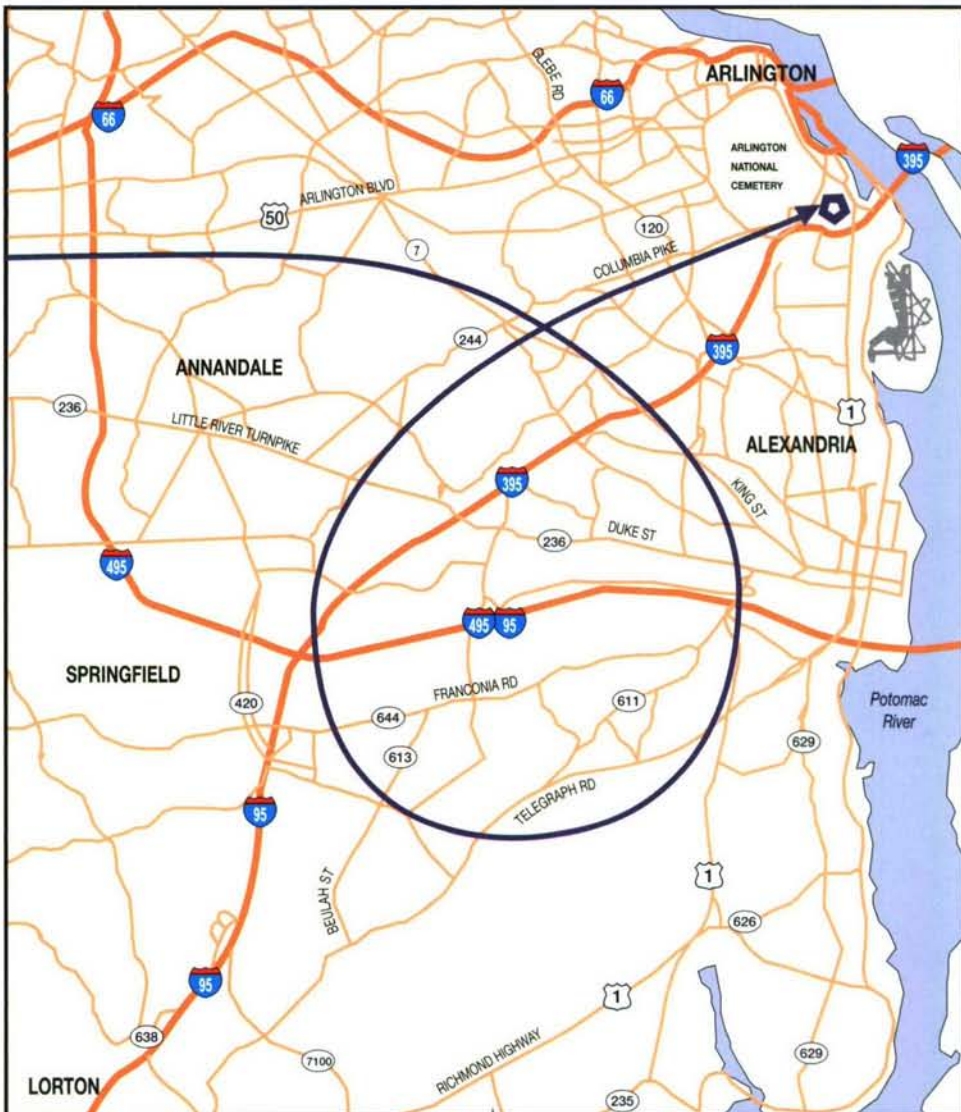 GLEBE RD
ARLINGTON
66
66
ARLINGTON
NATIONAL
CEMETERY
395
ARLINGTON BLVD
50
120
7
COLUMBIA PIKE
244
395
ANNANDALE
236
LITTLE RIVER TURNPIKE
1
ALEXANDRIA
395
KING ST
DUKE ST
236
495
495
95
SPRINGFIELD
FRANCONIA RD
420
644
611
Potomac
River
613
629
TELEGRAPH RD
95
BEULAH ST
1
626
95
1
638
RICHMOND HIGHWAY
7100
629
LORTON
235